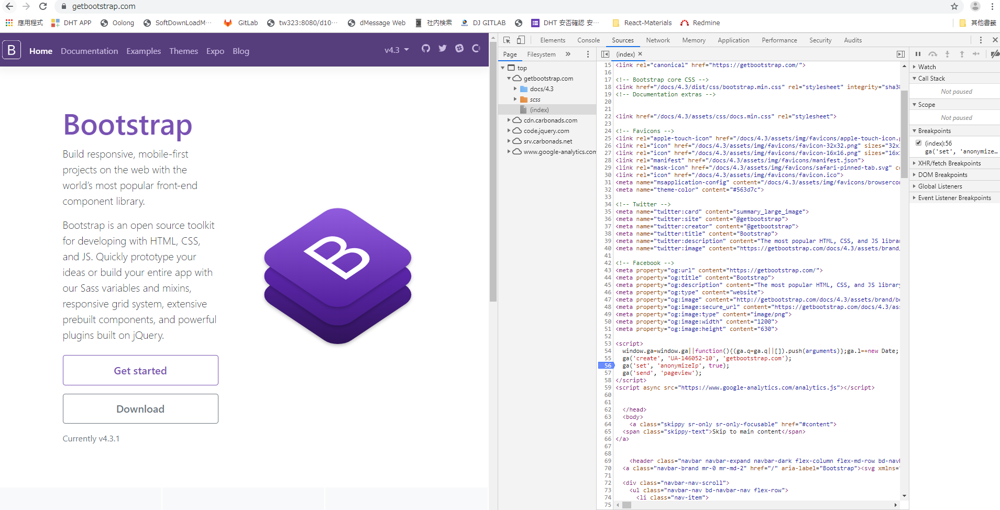 getbootstrap.com
應用程式 DHT APP Oolong SoftDownLoadM… GitLab tw323:8080/d10… dMessage Web 社内検索 DJ GITLAB DHT 安否確認 安… React-Materials Redmine 其他書籤
B Home Documentation Examples Themes Expo Blog v4.3
Bootstrap
Build responsive, mobile-first
projects on the web with the
world’s most popular front-end
component library.
Bootstrap is an open source toolkit
for developing with HTML, CSS,
and JS. Quickly prototype your
ideas or build your entire app with
our Sass variables and mixins,
responsive grid system, extensive
prebuilt components, and powerful
plugins built on jQuery.
Get started
Download
Currently v4.3.1
B
Elements Console Sources Network Memory Application Performance Security Audits
Page Filesystem »
top
getbootstrap.com
docs/4.3
scss
(index)
cdn.carbonads.com
code.jquery.com
srv.carbonads.net
www.google-analytics.com
(index) ×
15 <link rel="canonical" href="https://getbootstrap.com/">
16
17 <!-- Bootstrap core CSS -->
18 <link href="/docs/4.3/dist/css/bootstrap.min.css" rel="stylesheet" integrity="sha38
19 <!-- Documentation extras -->
20
21
22 <link href="/docs/4.3/assets/css/docs.min.css" rel="stylesheet">
23
24 <!-- Favicons -->
25 <link rel="apple-touch-icon" href="/docs/4.3/assets/img/favicons/apple-touch-icon.p
26 <link rel="icon" href="/docs/4.3/assets/img/favicons/favicon-32x32.png" sizes="32x3
27 <link rel="icon" href="/docs/4.3/assets/img/favicons/favicon-16x16.png" sizes="16x1
28 <link rel="manifest" href="/docs/4.3/assets/img/favicons/manifest.json">
29 <link rel="mask-icon" href="/docs/4.3/assets/img/favicons/safari-pinned-tab.svg" c
30 <link rel="icon" href="/docs/4.3/assets/img/favicons/favicon.ico">
31 <meta name="msapplication-config" content="/docs/4.3/assets/img/favicons/browsercon
32 <meta name="theme-color" content="#563d7c">
33
34 <!-- Twitter -->
35 <meta name="twitter:card" content="summary_large_image">
36 <meta name="twitter:site" content="@getbootstrap">
37 <meta name="twitter:creator" content="@getbootstrap">
38 <meta name="twitter:title" content="Bootstrap">
39 <meta name="twitter:description" content="The most popular HTML, CSS, and JS librar
40 <meta name="twitter:image" content="https://getbootstrap.com/docs/4.3/assets/brand/
41
42 <!-- Facebook -->
43 <meta property="og:url" content="https://getbootstrap.com/">
44 <meta property="og:title" content="Bootstrap">
45 <meta property="og:description" content="The most popular HTML, CSS, and JS library
46 <meta property="og:type" content="website">
47 <meta property="og:image" content="http://getbootstrap.com/docs/4.3/assets/brand/bo
48 <meta property="og:image:secure_url" content="https://getbootstrap.com/docs/4.3/ass
49 <meta property="og:image:type" content="image/png">
50 <meta property="og:image:width" content="1200">
51 <meta property="og:image:height" content="630">
52
53 <script>
54 window.ga=window.ga||function(){(ga.q=ga.q||[]).push(arguments)};ga.l=+new Date;
55 ga('create', 'UA-146052-10', 'getbootstrap.com');
56 ga('set', 'anonymizeIp', true);
57 ga('send', 'pageview');
58 </script>
59 <script async src="https://www.google-analytics.com/analytics.js"></script>
60
61
62 </head>
63 <body>
64 <a class="skippy sr-only sr-only-focusable" href="#content">
65 <span class="skippy-text">Skip to main content</span>
66 </a>
67
68
69 <header class="navbar navbar-expand navbar-dark flex-column flex-md-row bd-navb
70 <a class="navbar-brand mr-0 mr-md-2" href="/" aria-label="Bootstrap"><svg xmlns="
71
72 <div class="navbar-nav-scroll">
73 <ul class="navbar-nav bd-navbar-nav flex-row">
74 <li class="nav-item">
75
Watch
Call Stack
Not paused
Scope
Not paused
Breakpoints
(index):56
ga('set', 'anonymize…
XHR/fetch Breakpoints
DOM Breakpoints
Global Listeners
Event Listener Breakpoints